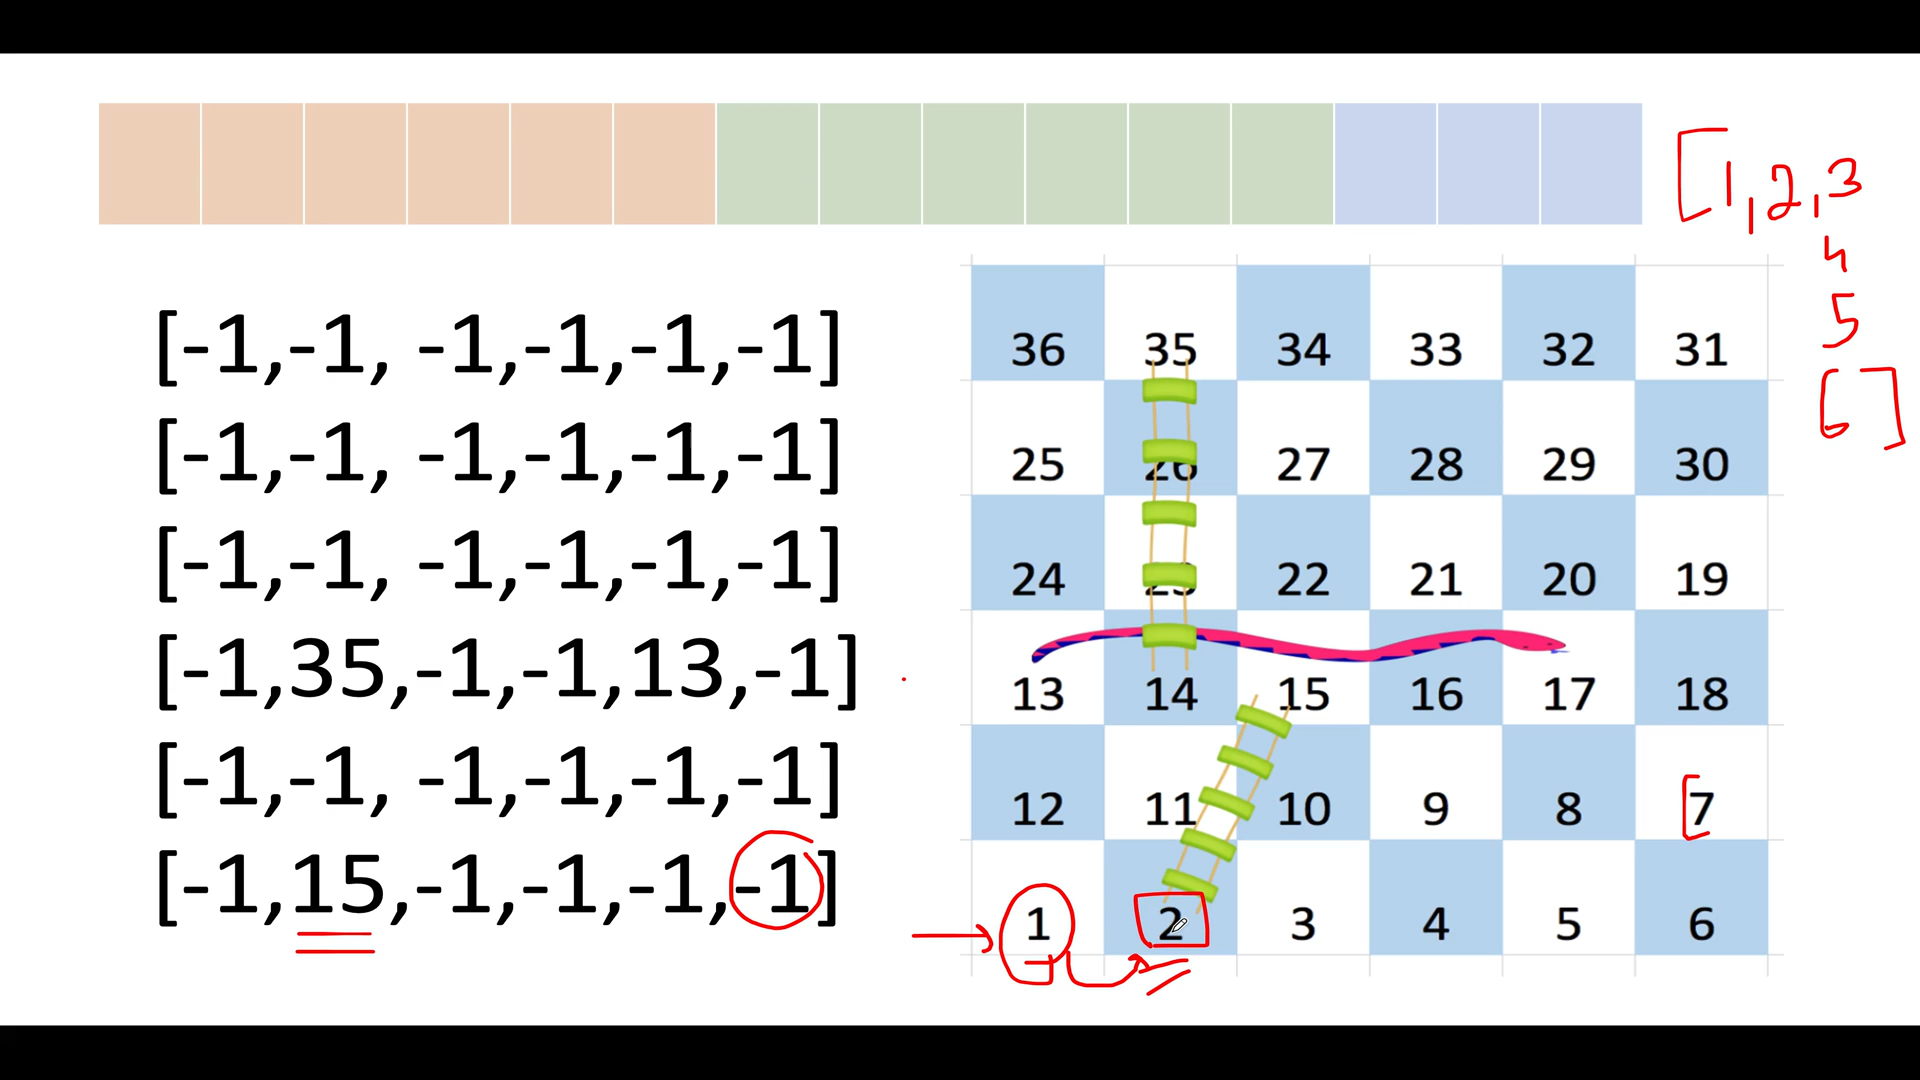 [1,2,3
4
5
[6]
[-1,-1, -1,-1,-1,-1]
[-1,-1, -1,-1,-1,-1]
[-1,-1, -1,-1,-1,-1]
[-1,35,-1,-1,13,-1]
[-1,-1, -1,-1,-1,-1]
[-1,15,-1,-1,-1,-1]
36 35 34 33 32 31
25 26 27 28 29 30
24 23 22 21 20 19
13 14 15 16 17 18
12 11 10 9 8 [7
1 2 3 4 5 6